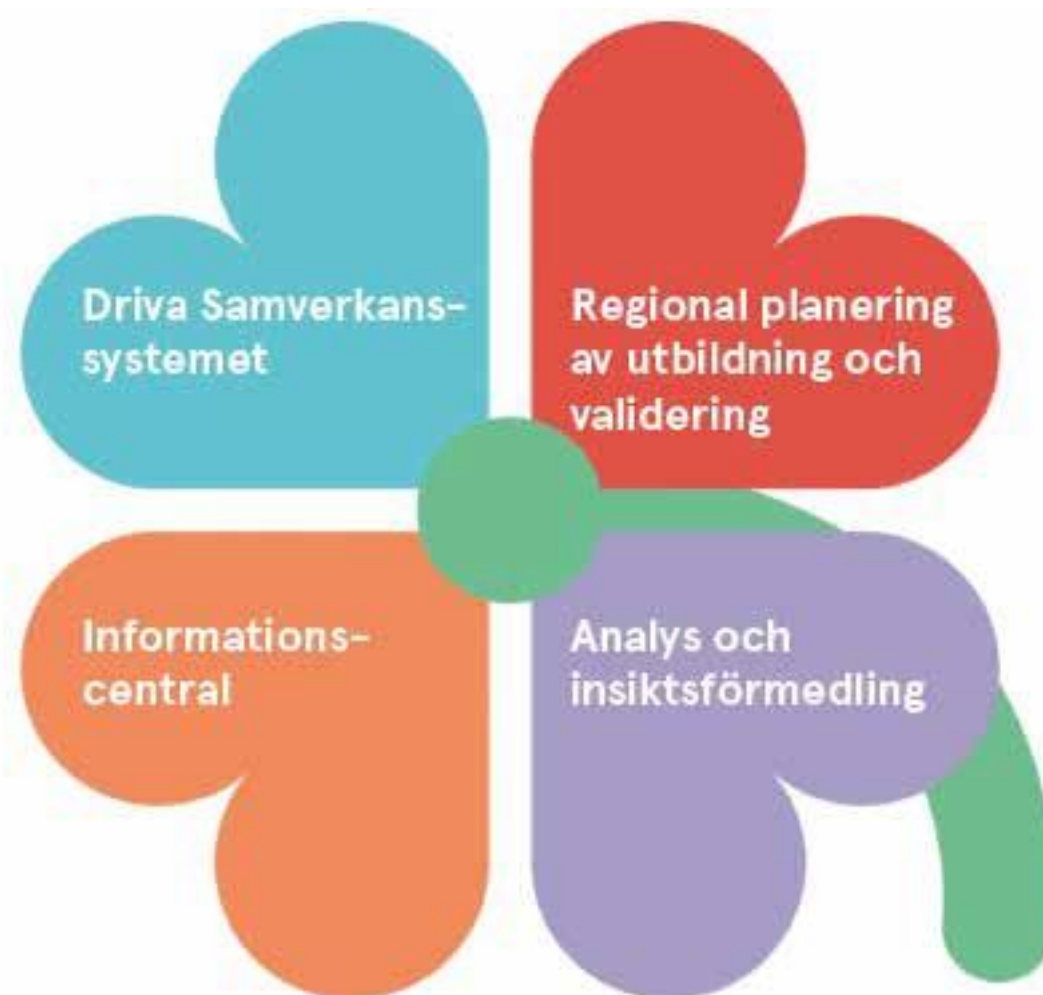 Driva Samverkans-
systemet
Regional planering
av utbildning och
validering
Informations-
central
Analys och
insiktsförmedling